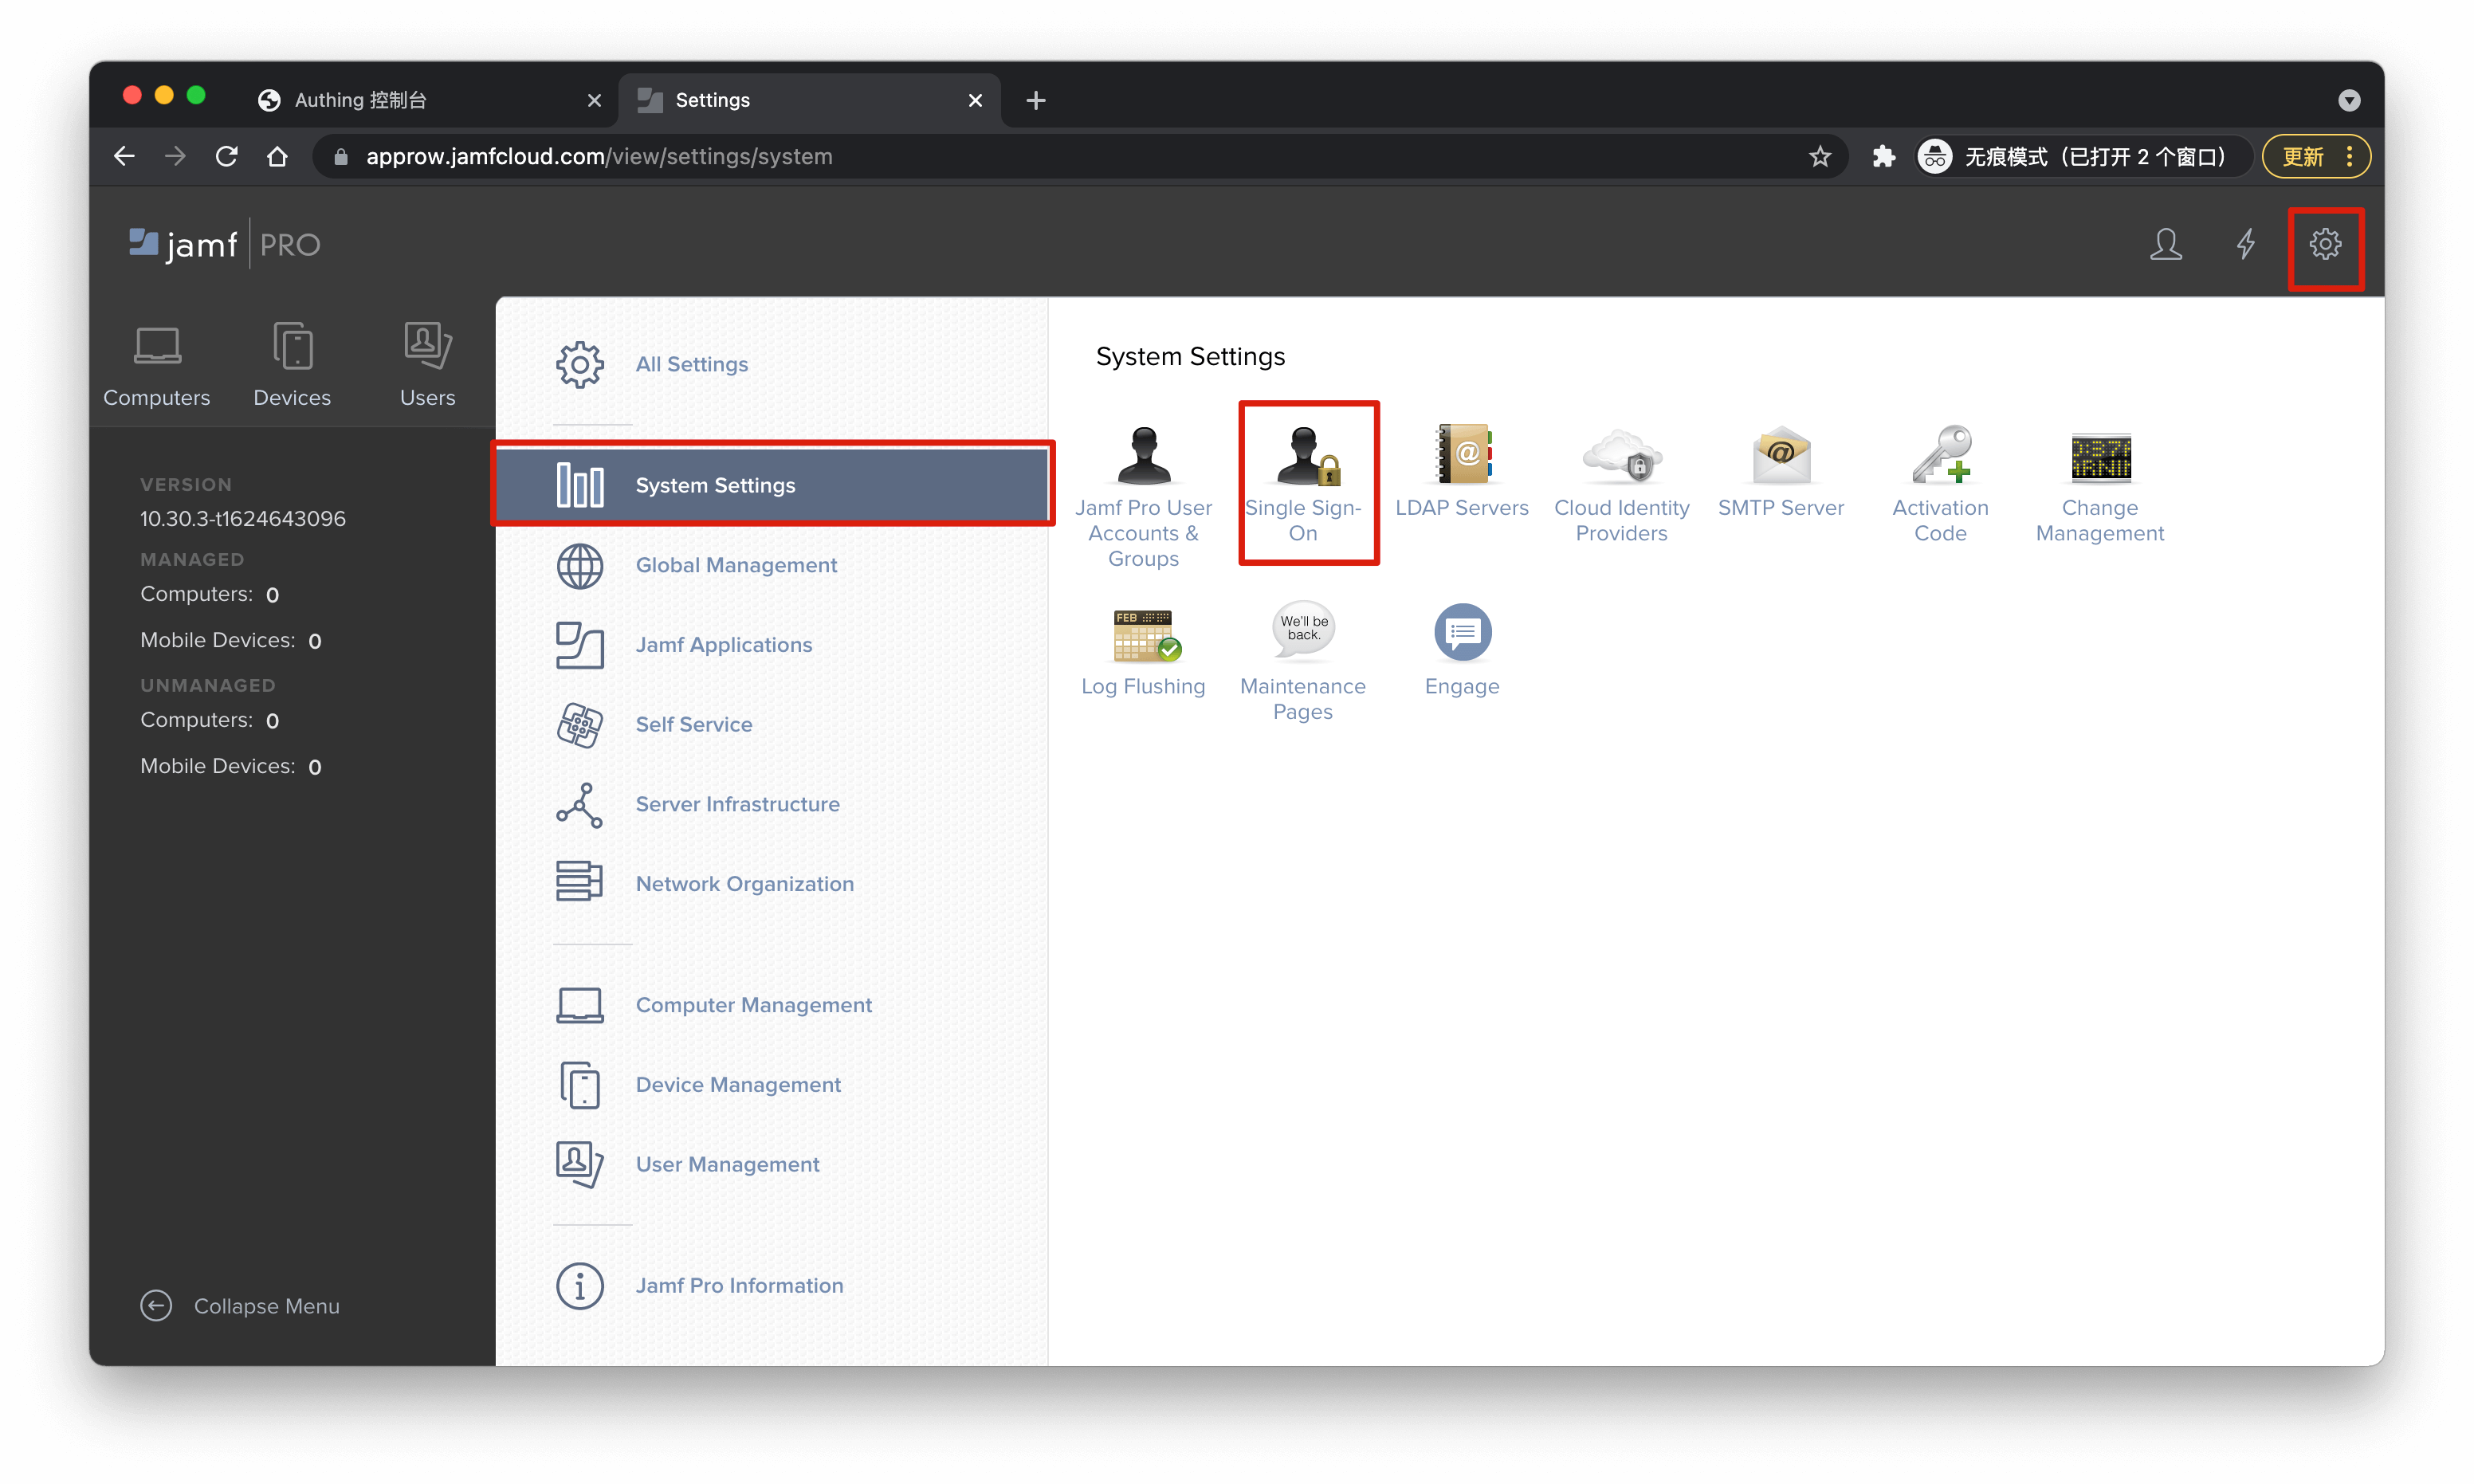 Authing 控制台
Settings
approw.jamfcloud.com/view/settings/system
无痕模式（已打开 2 个窗口）
更新
jamf PRO
Computers
Devices
Users
VERSION
10.30.3-t1624643096
MANAGED
Computers: 0
Mobile Devices: 0
UNMANAGED
Computers: 0
Mobile Devices: 0
Collapse Menu
All Settings
System Settings
Global Management
Jamf Applications
Self Service
Server Infrastructure
Network Organization
Computer Management
Device Management
User Management
Jamf Pro Information
System Settings
Jamf Pro User
Accounts &
Groups
Single Sign-
On
@
LDAP Servers
Cloud Identity
Providers
@
SMTP Server
Activation
Code
Change
Management
FEB
Log Flushing
We'll be
back.
Maintenance
Pages
Engage